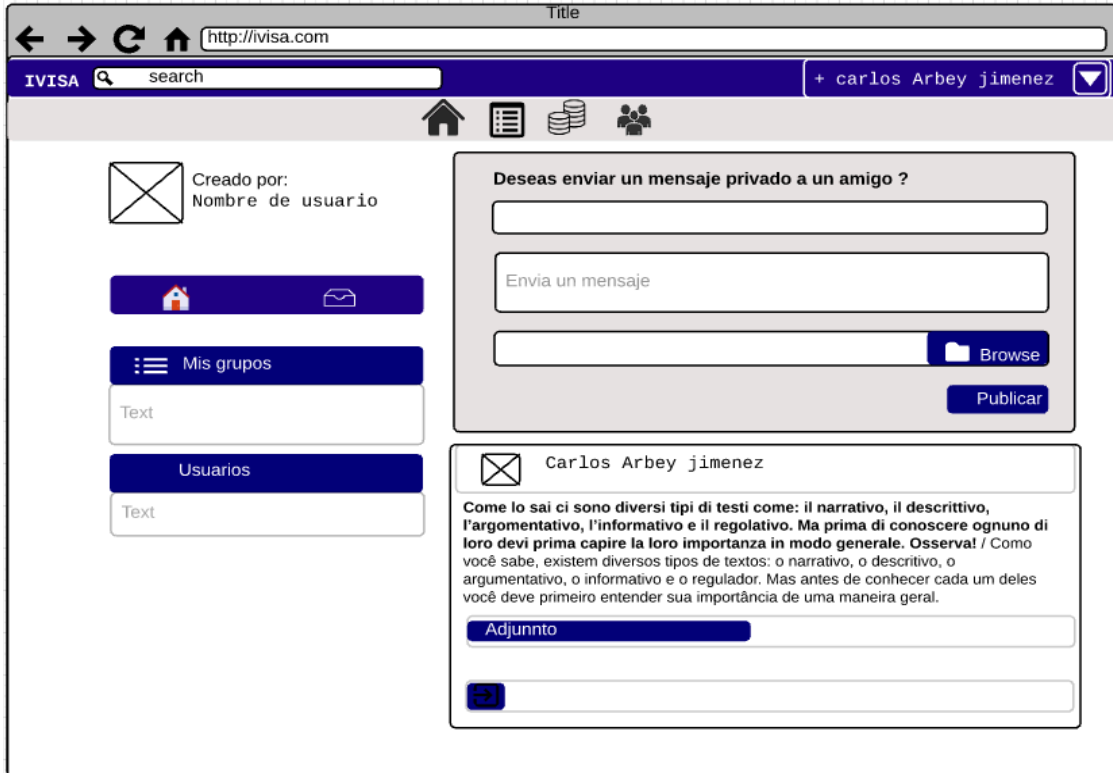 Title
http://ivisa.com
IVISA
search
+ carlos Arbey jimenez
Creado por:
Nombre de usuario
Mis grupos
Text
Usuarios
Text
Deseas enviar un mensaje privado a un amigo ?
Envia un mensaje
Browse
Publicar
Carlos Arbey jimenez
Come lo sai ci sono diversi tipi di testi come: il narrativo, il descrittivo,
l’argomentativo, l’informativo e il regolativo. Ma prima di conoscere ognuno di
loro devi prima capire la loro importanza in modo generale. Osserva! / Como
você sabe, existem diversos tipos de textos: o narrativo, o descritivo, o
argumentativo, o informativo e o regulador. Mas antes de conhecer cada um deles
você deve primeiro entender sua importância de uma maneira geral.
Adjunnto